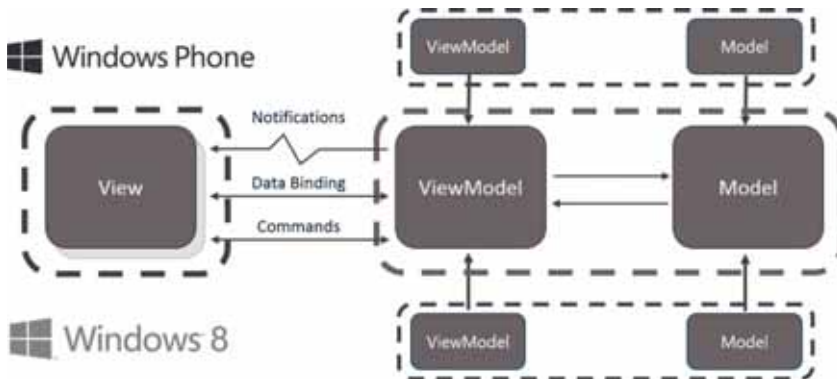 ViewModel
Model
Windows Phone
Notifications
View
Data Binding
ViewModel
Model
Commands
Windows 8
ViewModel
Model